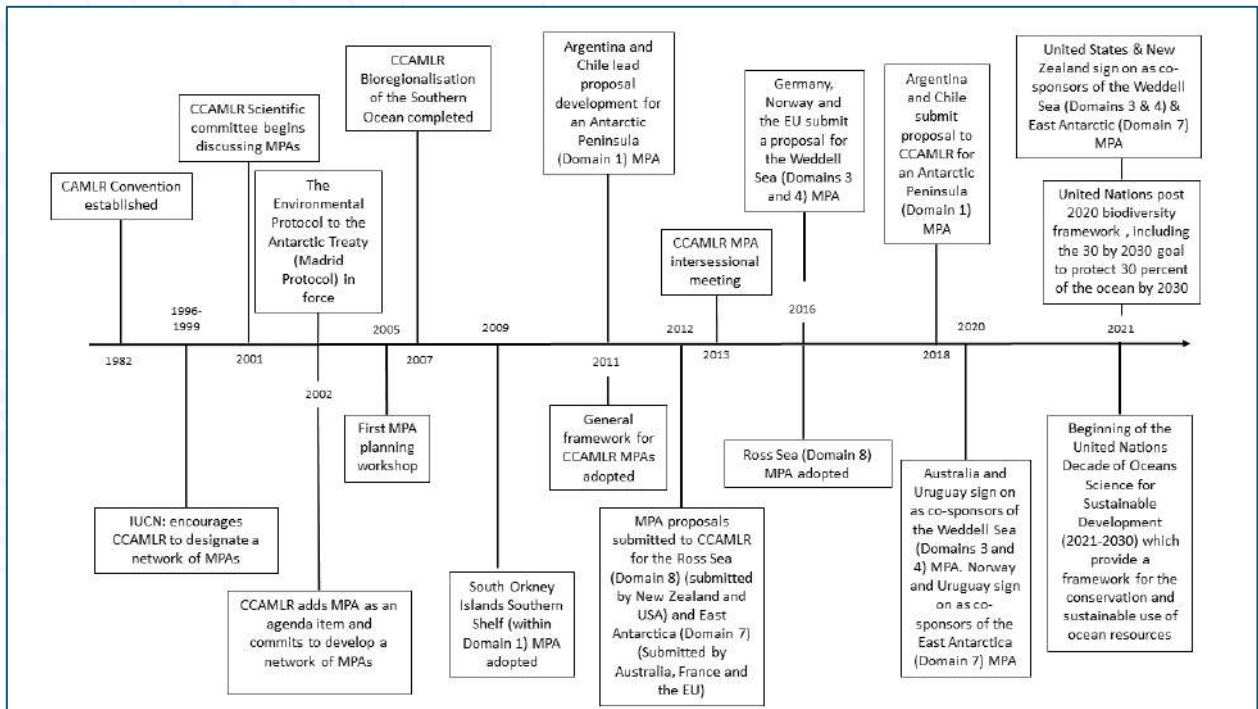 CAMLR Convention
established
CCAMLR Scientific
committee begins
discussing MPAs
The
Environmental
Protocol to the
Antarctic Treaty
(Madrid
Protocol) in
force
CCAMLR
Bioregionalisation
of the Southern
Ocean completed
Argentina and
Chile lead
proposal
development for
an Antarctic
Peninsula
(Domain 1) MPA
CCAMLR MPA
intersessional
meeting
Germany,
Norway and
the EU submit
a proposal for
the Weddell
Sea (Domains 3
and 4) MPA
Argentina
and Chile
submit
proposal to
CCAMLR for
an Antarctic
Peninsula
(Domain 1)
MPA
United States & New
Zealand sign on as co-
sponsors of the Weddell
Sea (Domains 3 & 4) &
East Antarctic (Domain 7)
MPA
United Nations post
2020 biodiversity
framework , including
the 30 by 2030 goal
to protect 30 percent
of the ocean by 2030
1996-
1999
2005
2009
2012
2016
2020
2021
1982
2001
2002
2007
2011
2013
2018
IUCN: encourages
CCAMLR to designate a
network of MPAs
CCAMLR adds MPA as an
agenda item and
commits to develop a
network of MPAs
First MPA
planning
workshop
South Orkney
Islands Southern
Shelf (within
Domain 1) MPA
adopted
General
framework for
CCAMLR MPAs
adopted
MPA proposals
submitted to CCAMLR
for the Ross Sea
(Domain 8) (submitted
by New Zealand and
USA) and East
Antarctica (Domain 7)
(Submitted by
Australia, France and
the EU)
Ross Sea (Domain 8)
MPA adopted
Australia and
Uruguay sign on
as co-sponsors of
the Weddell Sea
(Domains 3 and
4) MPA. Norway
and Uruguay sign
on as co-
sponsors of the
East Antarctica
(Domain 7) MPA
Beginning of the
United Nations
Decade of Oceans
Science for
Sustainable
Development
(2021-2030) which
provide a
framework for the
conservation and
sustainable use of
ocean resources